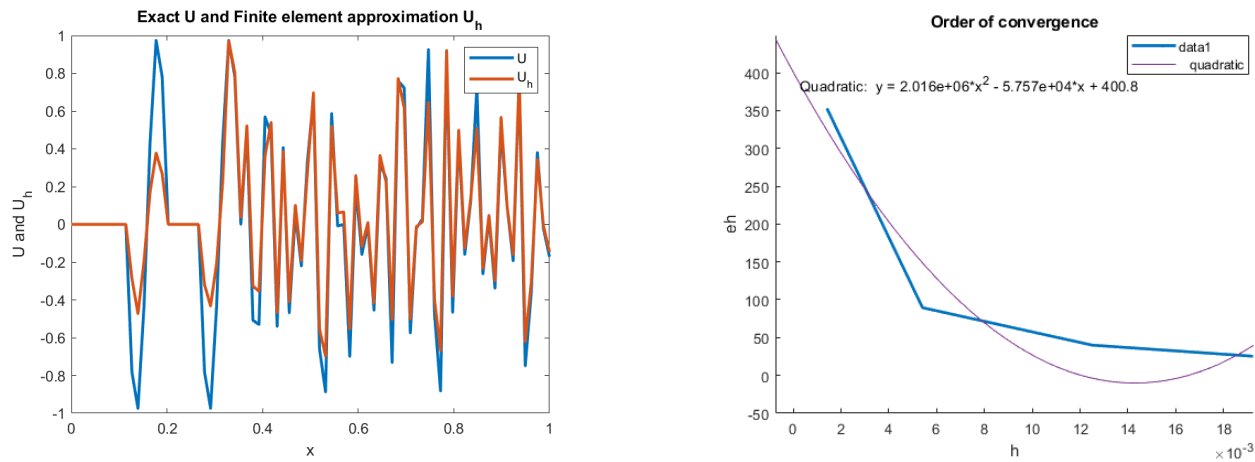 Exact U and Finite element approximation U_h
1
0.8
0.6
0.4
0.2
0
-0.2
-0.4
-0.6
-0.8
-1
U and U_h
U
U_h
0 0.2 0.4 0.6 0.8 1
x
Order of convergence
data1
quadratic
Quadratic: y = 2.016e+06*x^2 - 5.757e+04*x + 400.8
400
350
300
250
200
150
100
50
0
-50
eh
0 2 4 6 8 10 12 14 16 18
× 10^-3
h